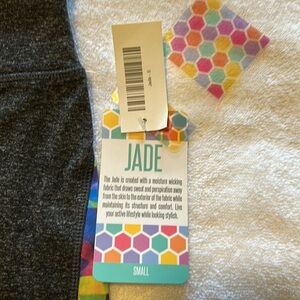 JADE
The Jade is created with a moisture wicking
fabric that draws sweat and perspiration away
from the skin to the exterior of the fabric while
maintaining its structure and comfort. Live
your active lifestyle while looking stylish.
SMALL